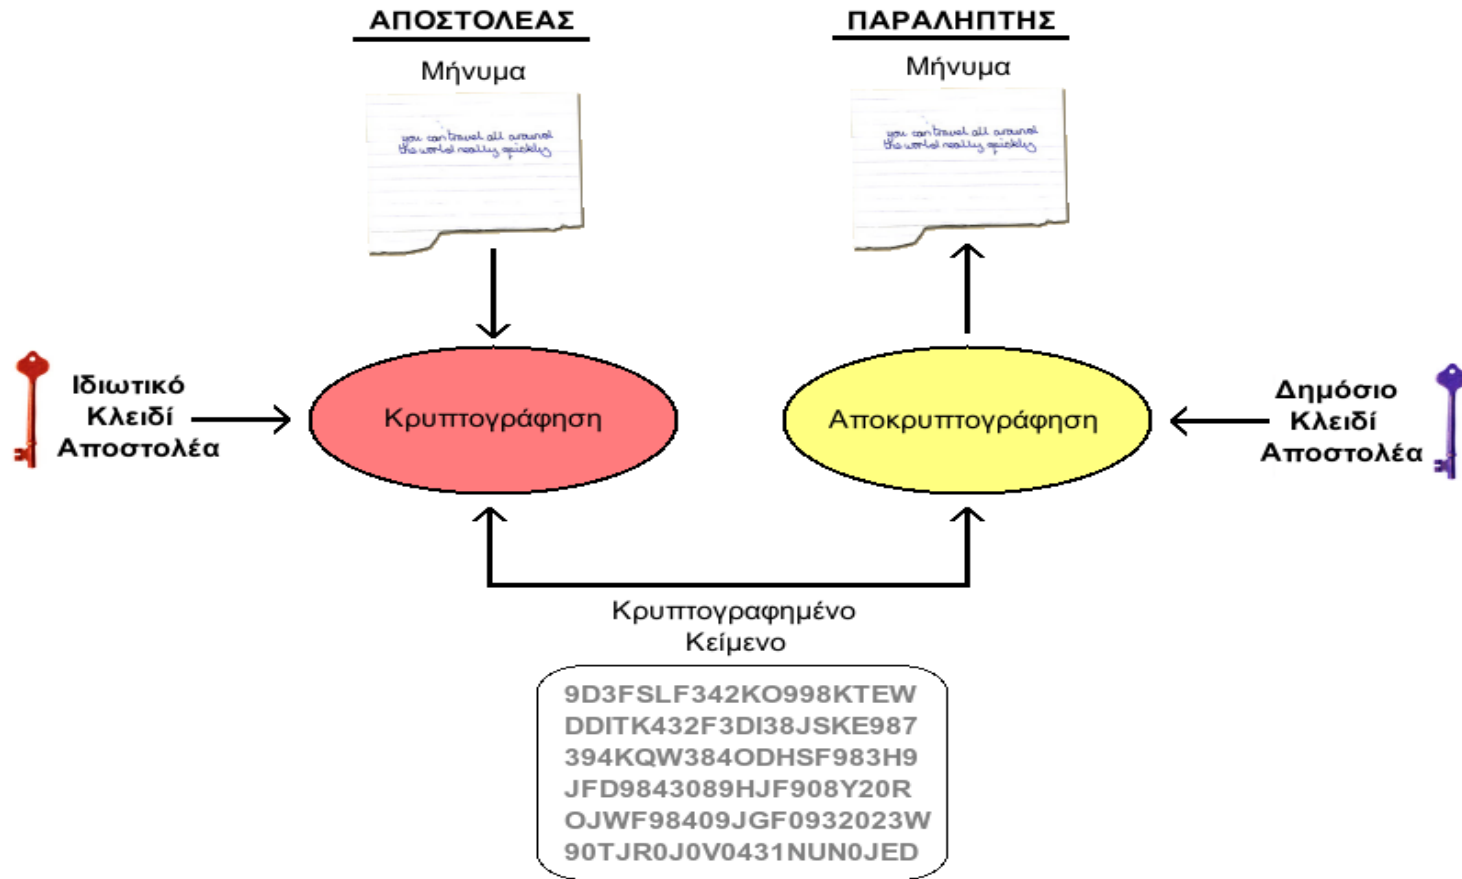 ΑΠΟΣΤΟΛΕΑΣ
Μήνυμα
you can travel all around
the world really quickly
ΠΑΡΑΛΗΠΤΗΣ
Μήνυμα
you can travel all around
the world really quickly
Ιδιωτικό
Κλειδί
Αποστολέα
Κρυπτογράφηση
Αποκρυπτογράφηση
Δημόσιο
Κλειδί
Αποστολέα
Κρυπτογραφημένο
Κείμενο
9D3FSLF342KO998KTEW
DDITK432F3DI38JSKE987
394KQW384ODHSF983H9
JFD9843089HJF908Y20R
OJWF98409JGF0932023W
90TJR0J0V0431NUN0JED